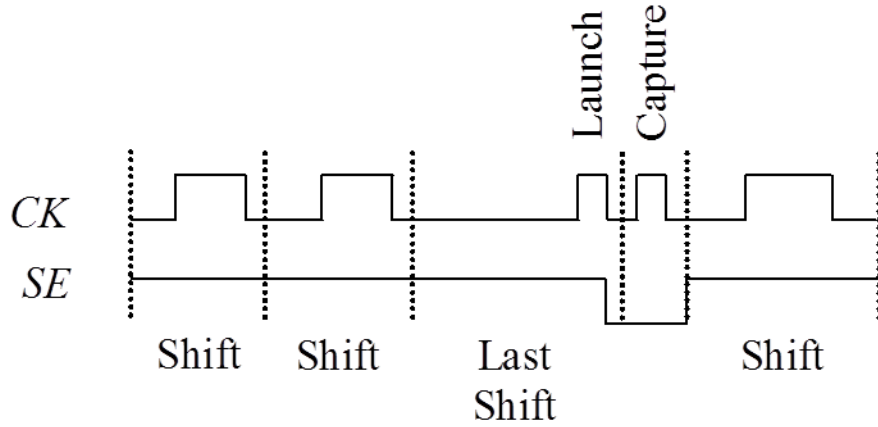 Launch
Capture
CK
SE
Shift
Shift
Last
Shift
Shift